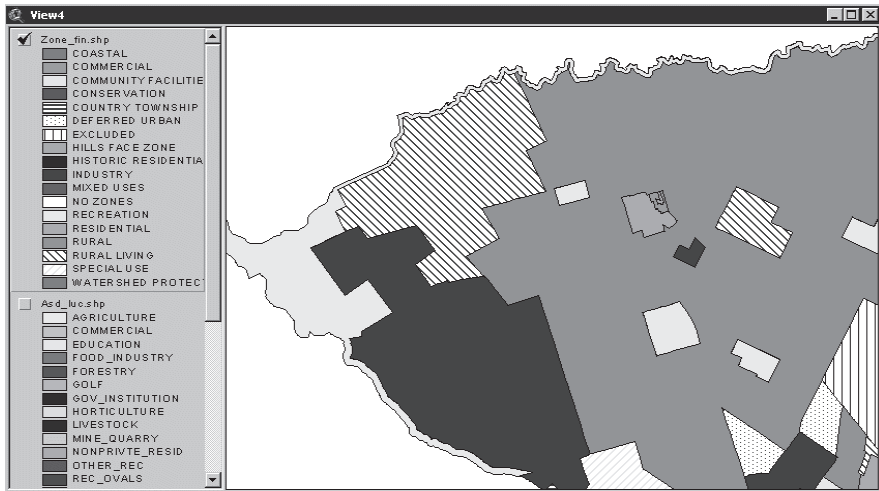 View4
Zone_fin.shp
COASTAL
COMMERCIAL
COMMUNITY FACILITIE
CONSERVATION
COUNTRY TOWNSHIP
DEFERRED URBAN
EXCLUDED
HILLS FACE ZONE
HISTORIC RESIDENTIA
INDUSTRY
MIXED USES
NO ZONES
RECREATION
RESIDENTIAL
RURAL
RURAL LIVING
SPECIAL USE
WATERSHED PROTEC
Asd_luc.shp
AGRICULTURE
COMMERCIAL
EDUCATION
FOOD_INDUSTRY
FORESTRY
GOLF
GOV_INSTITUTION
HORTICULTURE
LIVESTOCK
MINE_QUARRY
NONPRIVTE_RESID
OTHER_REC
REC_OVALS